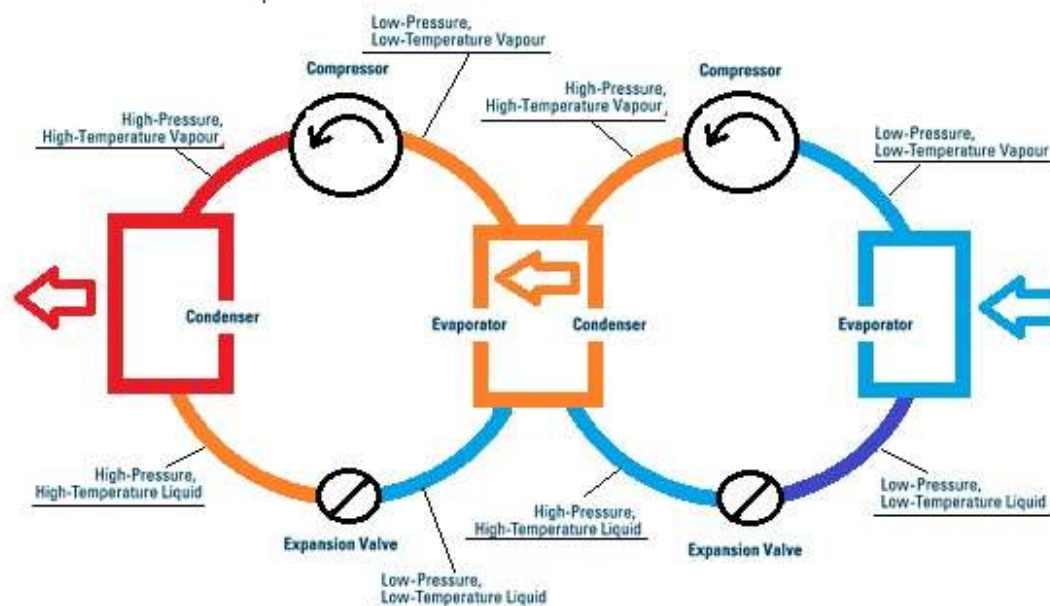 Low-Pressure,
Low-Temperature Vapour
Compressor
High-Pressure,
High-Temperature Vapour
Compressor
High-Pressure,
High-Temperature Vapour
Low-Pressure,
Low-Temperature Vapour
Condenser
Evaporator
Condenser
Evaporator
High-Pressure,
High-Temperature Liquid
Expansion Valve
Low-Pressure,
Low-Temperature Liquid
High-Pressure,
High-Temperature Liquid
Expansion Valve
Low-Pressure,
Low-Temperature Liquid